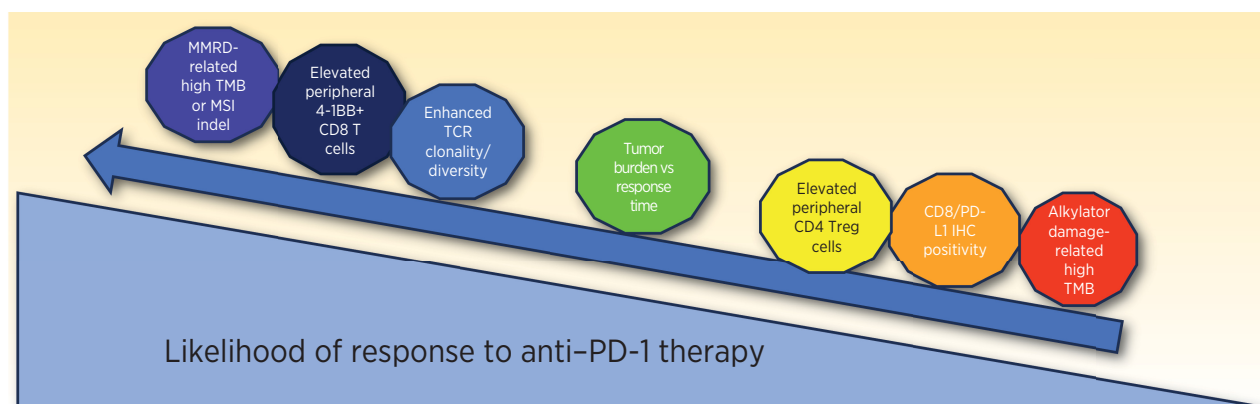 MMRD-
related
high TMB
or MSI
indel
Elevated
peripheral
4-1BB+
CD8 T
cells
Enhanced
TCR
clonality/
diversity
Tumor
burden vs
response
time
Elevated
peripheral
CD4 Treg
cells
CD8/PD-
L1 IHC
positivity
Alkylator
damage-
related
high
TMB
Likelihood of response to anti–PD-1 therapy